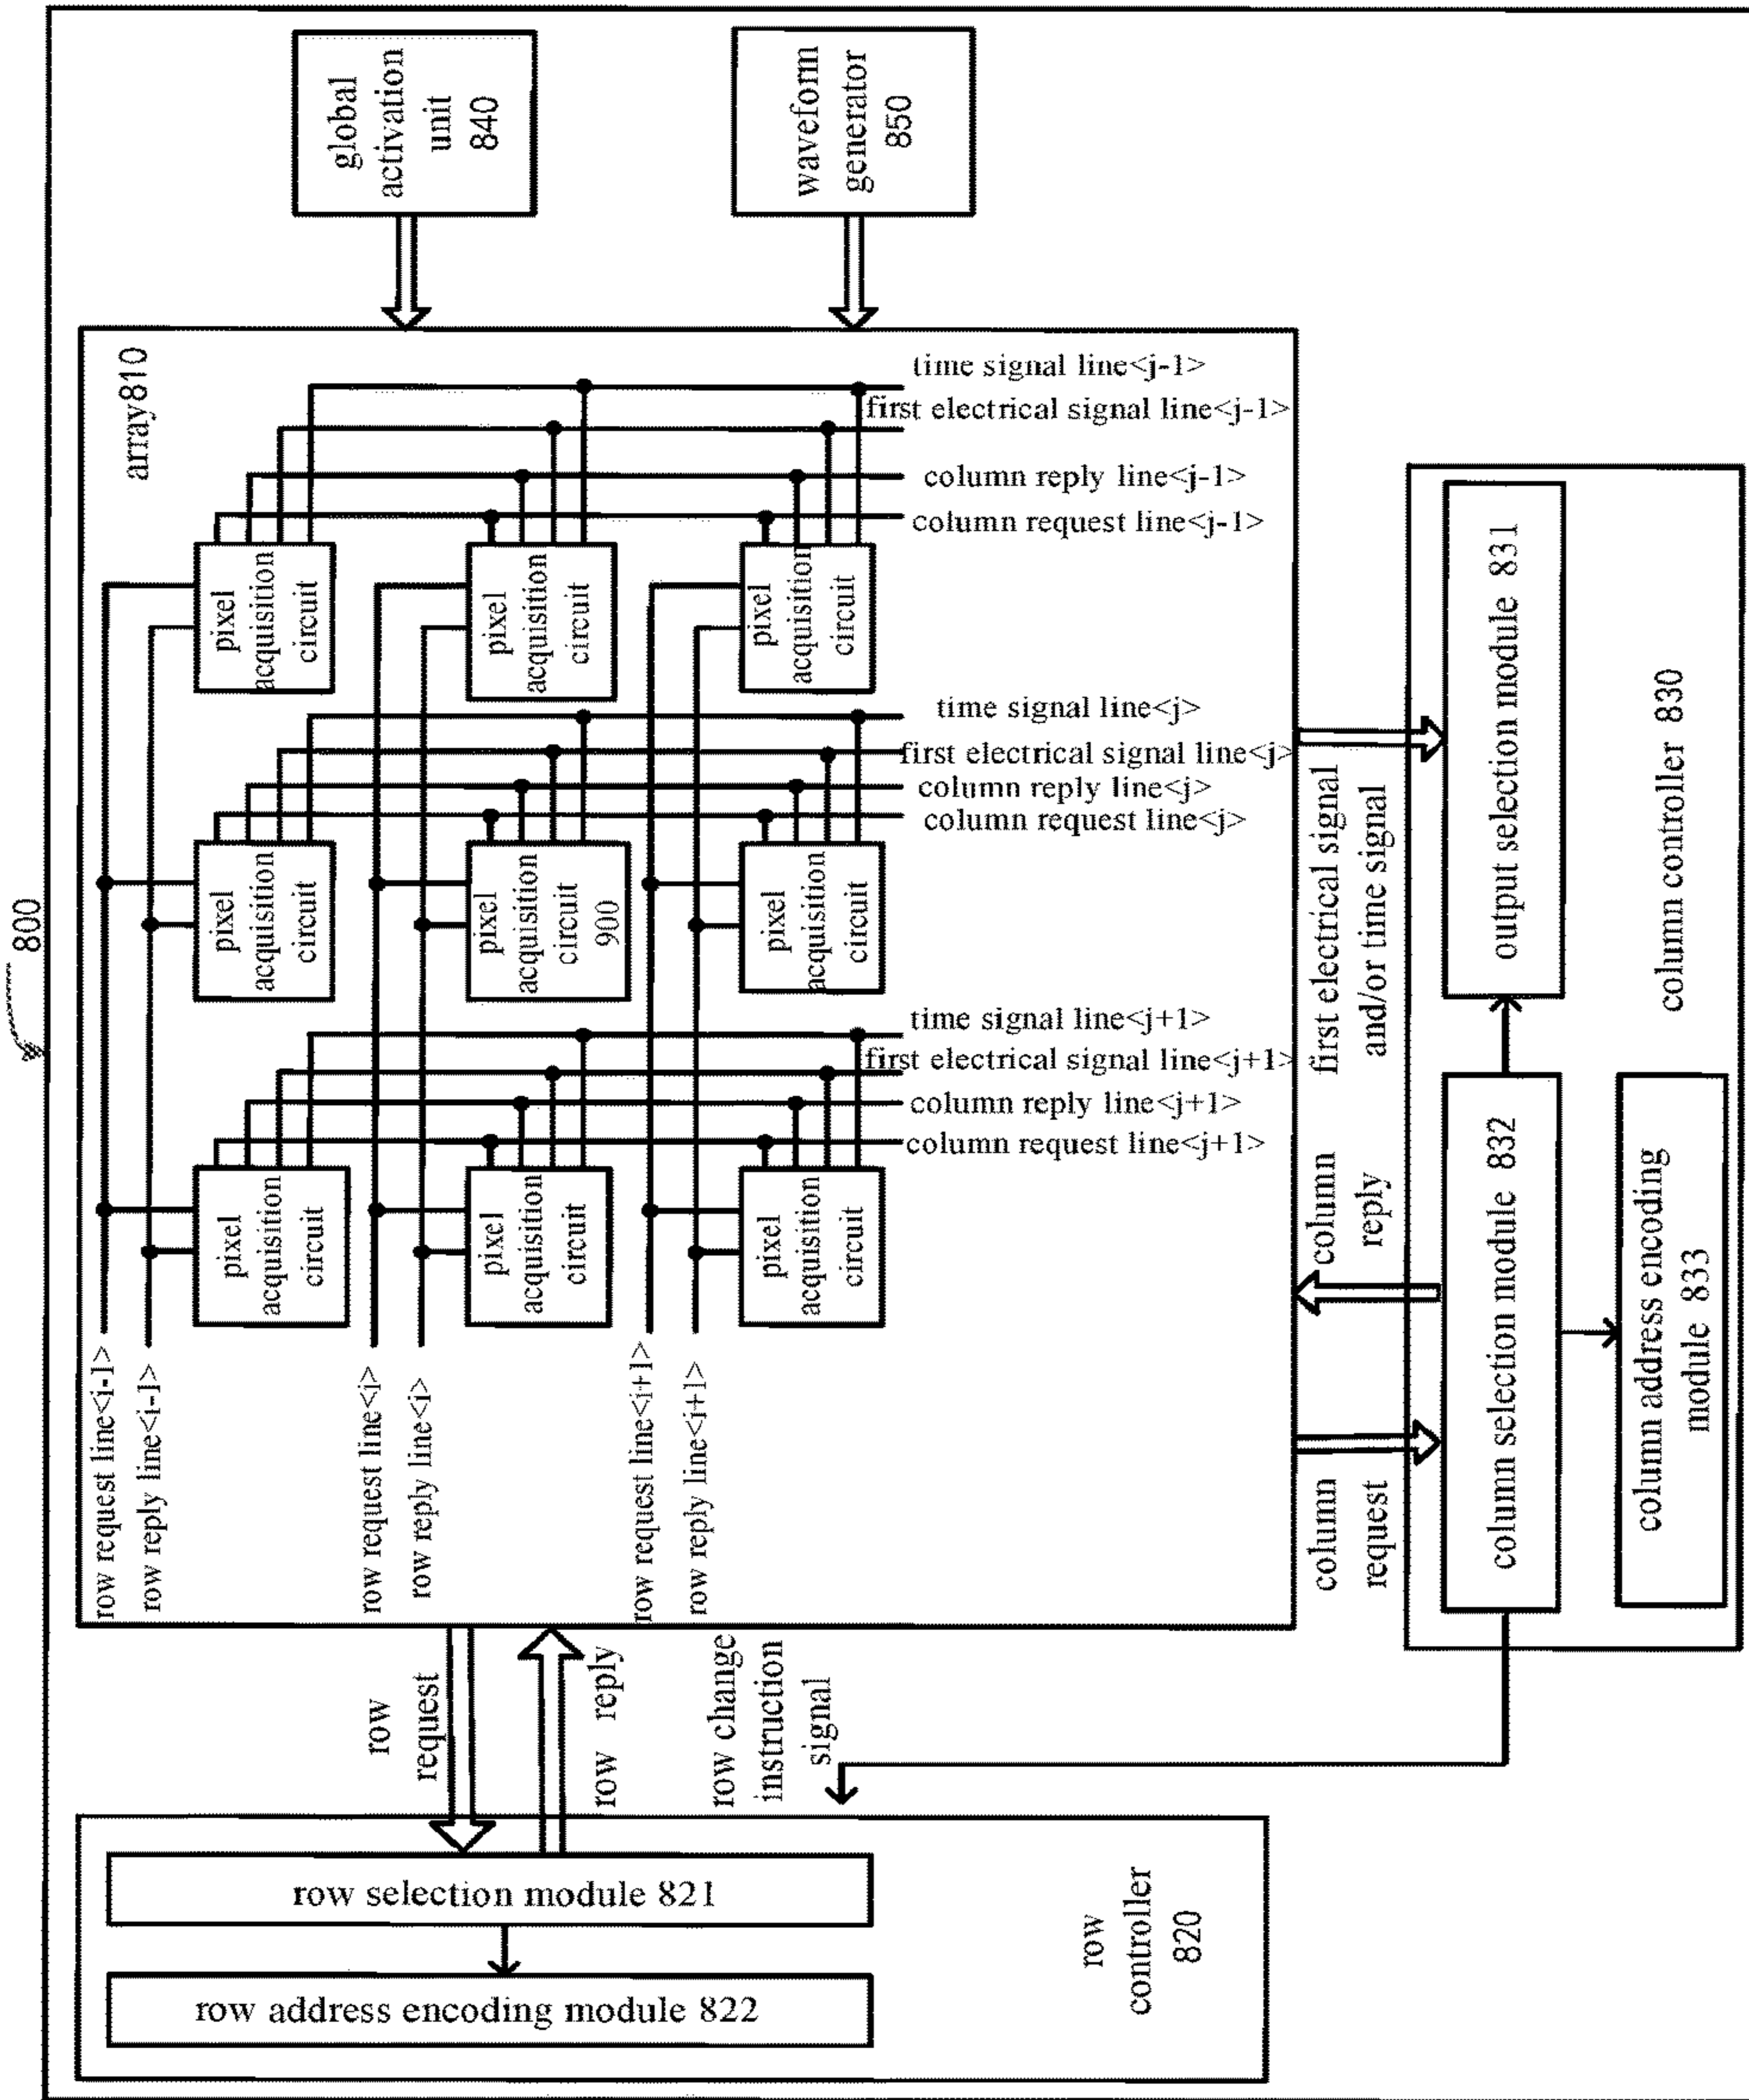 800
global
activation
unit
840
waveform
generator
850
array810
time signal line<j-1>
first electrical signal line<j-1>
column reply line<j-1>
column request line<j-1>
pixel
acquisition
circuit
pixel
acquisition
circuit
pixel
acquisition
circuit
time signal line<j>
first electrical signal line<j>
column reply line<j>
column request line<j>
pixel
acquisition
circuit
pixel
acquisition
circuit
900
pixel
acquisition
circuit
time signal line<j+1>
first electrical signal line<j+1>
column reply line<j+1>
column request line<j+1>
pixel
acquisition
circuit
pixel
acquisition
circuit
pixel
acquisition
circuit
row request line<i-1>
row reply line<i-1>
row request line<i>
row reply line<i>
row request line<i+1>
row reply line<i+1>
first electrical signal
and/or time signal
column
reply
column
request
output selection module 831
column selection module 832
column address encoding
module 833
column controller 830
row
request
row reply
row change
instruction
signal
row selection module 821
row address encoding module 822
row
controller
820